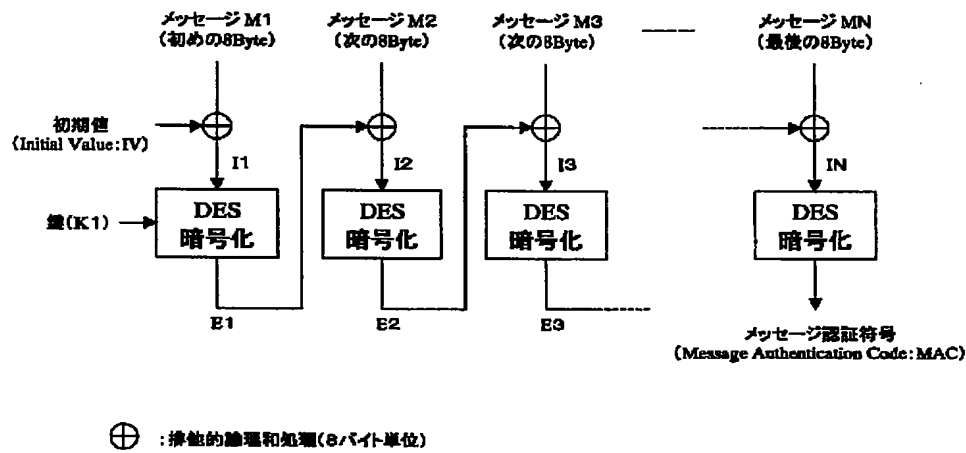 メッセージ M1
(初めの8Byte)
メッセージ M2
(次の8Byte)
メッセージ M3
(次の8Byte)
メッセージ MN
(最後の8Byte)
初期値
(Initial Value:IV)
I1
I2
I3
IN
鍵(K1)
DES
暗号化
DES
暗号化
DES
暗号化
DES
暗号化
E1
E2
E3
メッセージ認証符号
(Message Authentication Code:MAC)
:排他的論理和処理(8バイト単位)